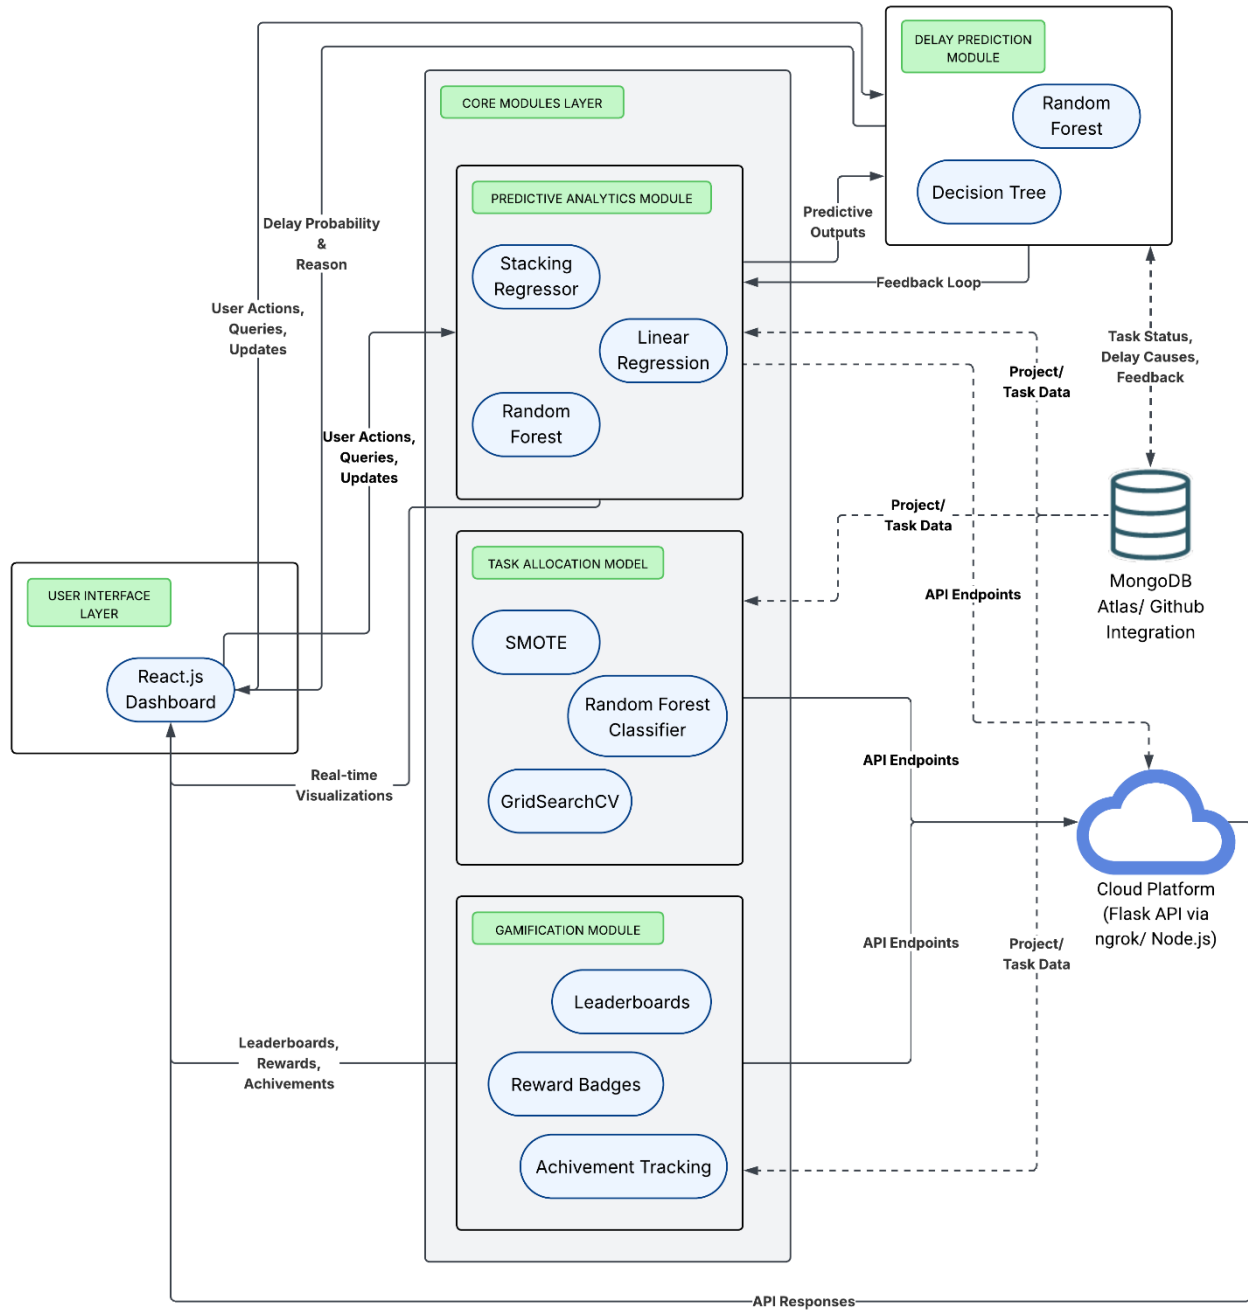 DELAY PREDICTION
MODULE
Random
Forest
Decision Tree
CORE MODULES LAYER
PREDICTIVE ANALYTICS MODULE
Stacking
Regressor
Linear
Regression
Random
Forest
Predictive
Outputs
Feedback Loop
Delay Probability
&
Reason
User Actions,
Queries,
Updates
User Actions,
Queries,
Updates
Project/
Task Data
Task Status,
Delay Causes,
Feedback
Project/
Task Data
MongoDB
Atlas/ Github
Integration
API Endpoints
TASK ALLOCATION MODEL
SMOTE
Random Forest
Classifier
GridSearchCV
USER INTERFACE
LAYER
React.js
Dashboard
Real-time
Visualizations
API Endpoints
Cloud Platform
(Flask API via
ngrok/ Node.js)
API Endpoints
Project/
Task Data
GAMIFICATION MODULE
Leaderboards
Reward Badges
Achivement Tracking
Leaderboards,
Rewards,
Achivements
API Responses